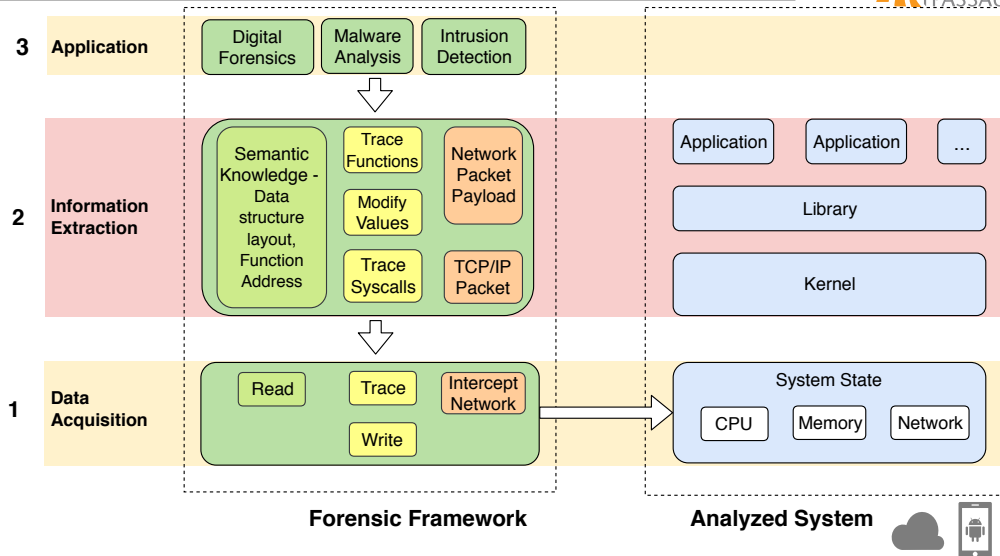 3
Application
Digital
Forensics
Malware
Analysis
Intrusion
Detection
2
Information
Extraction
Semantic
Knowledge -
Data
structure
layout,
Function
Address
Trace
Functions
Modify
Values
Trace
Syscalls
Network
Packet
Payload
TCP/IP
Packet
Application
Application
...
Library
Kernel
1
Data
Acquisition
Read
Trace
Write
Intercept
Network
System State
CPU
Memory
Network
Forensic Framework
Analyzed System